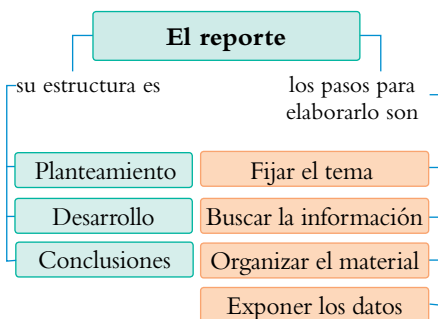 El reporte
su estructura es
los pasos para
elaborarlo son
Planteamiento
Desarrollo
Conclusiones
Fijar el tema
Buscar la información
Organizar el material
Exponer los datos